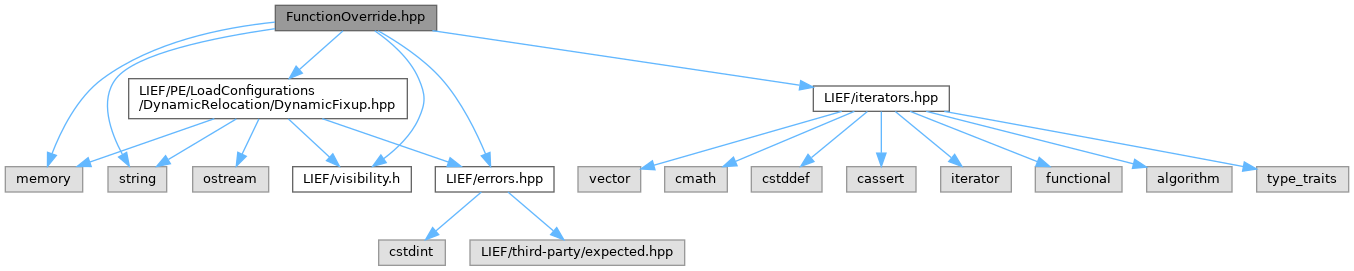 FunctionOverride.hpp
LIEF/PE/LoadConfigurations
/DynamicRelocation/DynamicFixup.hpp
LIEF/iterators.hpp
memory
string
ostream
LIEF/visibility.h
LIEF/errors.hpp
vector
cmath
cstddef
cassert
iterator
functional
algorithm
type_traits
cstdint
LIEF/third-party/expected.hpp